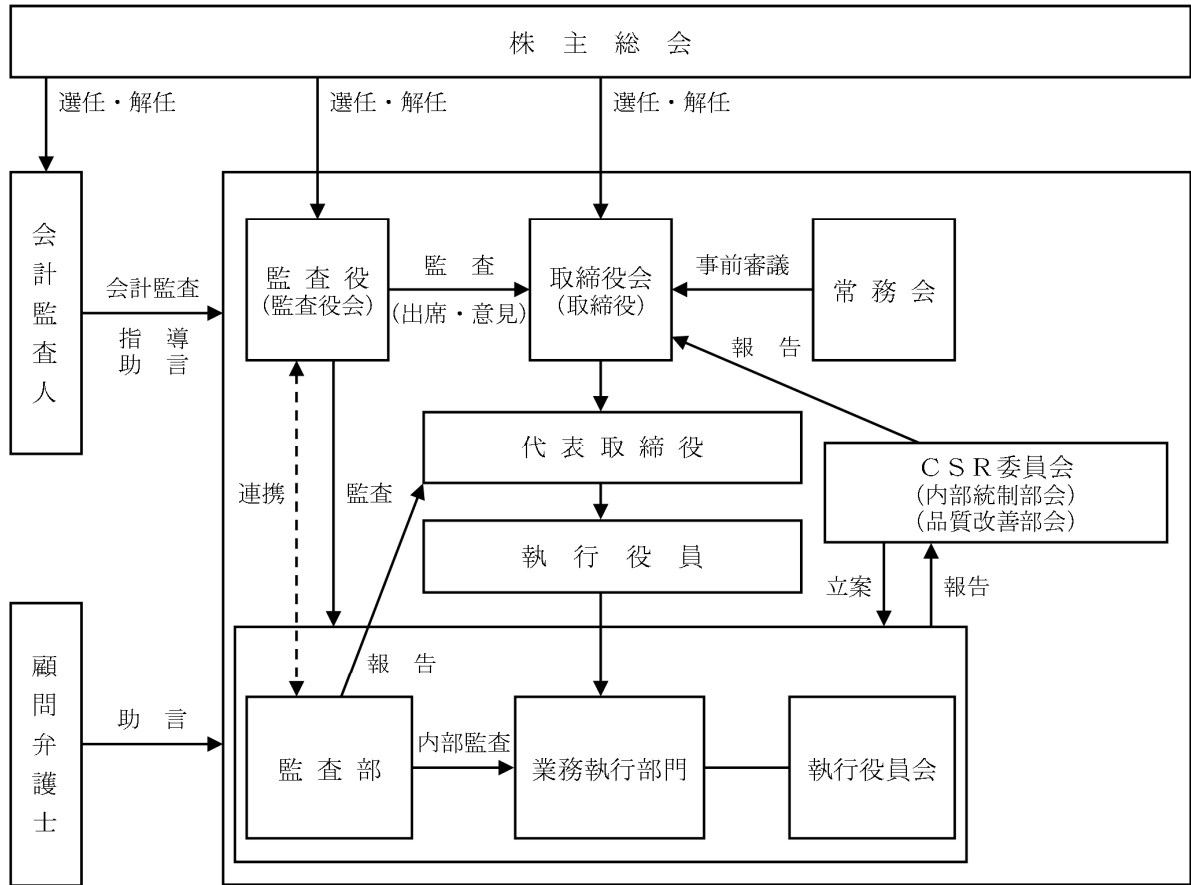 株主総会
選任・解任
選任・解任
選任・解任
会計監査人
会計監査
指導
助言
監査役
(監査役会)
監査
(出席・意見)
取締役会
(取締役)
事前審議
常務会
報告
代表取締役
CSR委員会
(内部統制部会)
(品質改善部会)
連携
監査
執行役員
立案
報告
顧問弁護士
助言
報告
監査部
内部監査
業務執行部門
執行役員会